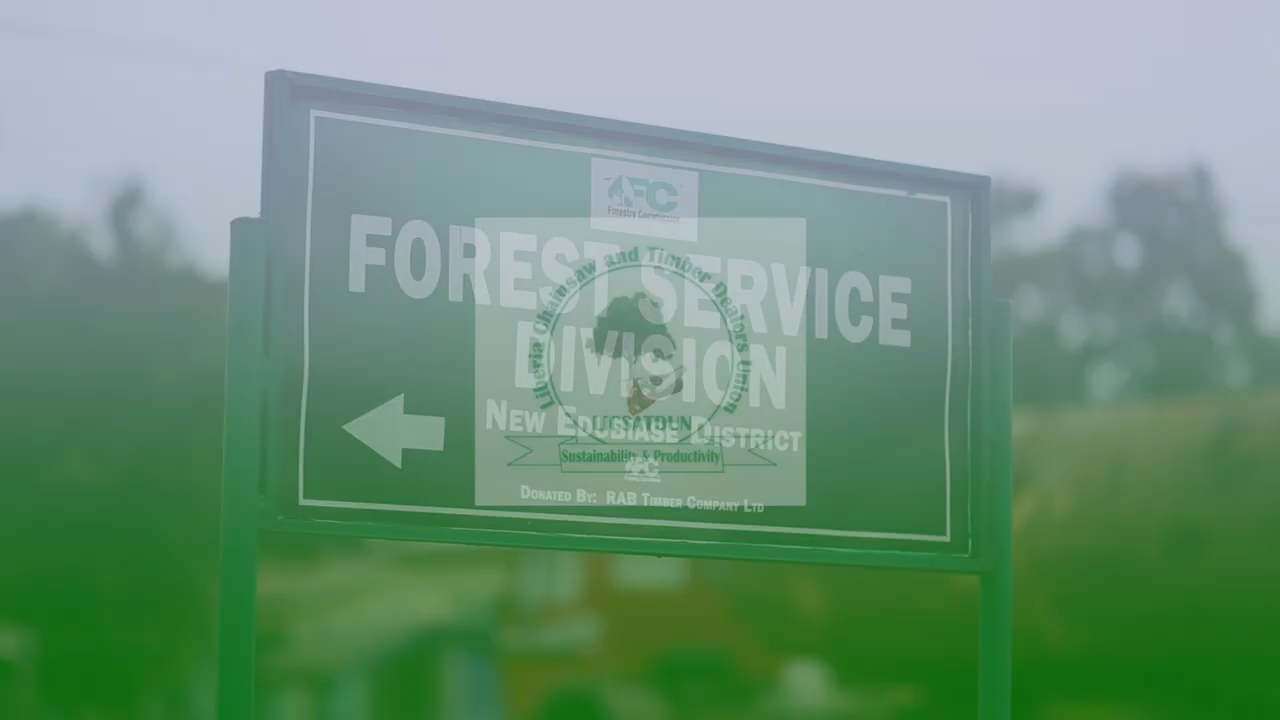 FC
Forestry Commission
FOREST SERVICE
DIVISION
NEW EDUBIASE DISTRICT
DONATED BY: RAB TIMBER COMPANY LTD
Liberia Chainsaw and Timber Dealers Union
Sustainability & Productivity